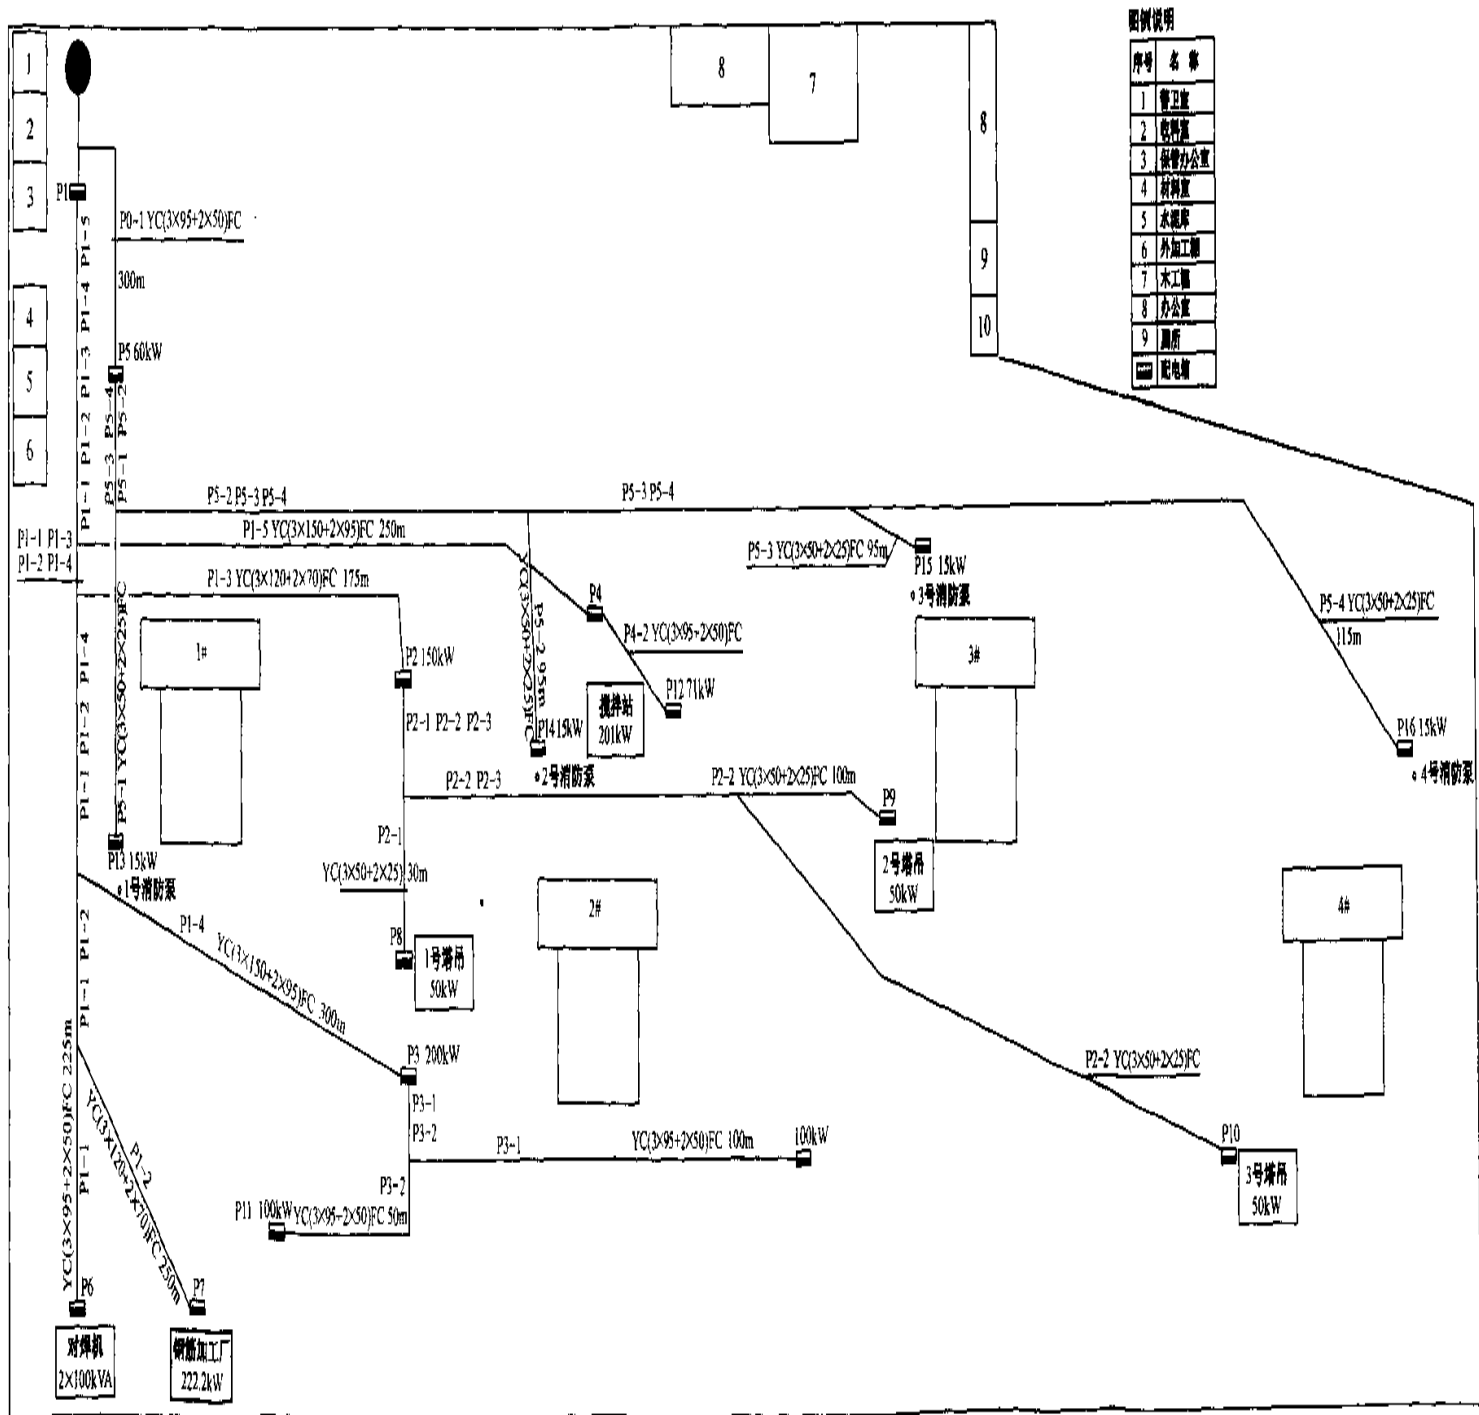 图例说明
序号 名 称
1 警卫室
2 收料室
3 保管办公室
4 材料室
5 水泥库
6 外加工棚
7 木工棚
8 办公室
9 厕所
配电箱
1
2
3
4
5
6
8
7
8
9
10
P1
P0-1 YC(3×95+2×50)FC
300m
P1-1 P1-2 P1-3 P1-4 P1-5
P5 60kW
P5-3 P5-4
P5-1 P5-2
P5-2 P5-3 P5-4
P5-3 P5-4
P1-1 P1-3
P1-2 P1-4
P1-5 YC(3×150+2×95)FC 250m
P5-3 YC(3×50+2×25)FC 95m
P15 15kW
3号消防泵
P1-3 YC(3×120+2×70)FC 175m
P4
P5-4 YC(3×50+2×25)FC
115m
P4-2 YC(3×95+2×50)FC
P5-2 95m
YC(3×50+2×25)FC
1#
3#
P2 150kW
P12 71kW
搅拌站
201kW
P2-1 P2-2 P2-3
P14 15kW
2号消防泵
P16 15kW
4号消防泵
P1-1 P1-2 P1-4
P5-1 YC(3×50+2×25)FC
P2-2 P2-3
P2-2 YC(3×50+2×25)FC 100m
P9
2号塔吊
50kW
P2-1
YC(3×50+2×25) 30m
P13 15kW
1号消防泵
P1-4
YC(3×150+2×95)FC 300m
P8
1号塔吊
50kW
2#
4#
P1-1 P1-2
P3 200kW
P3-1
P3-2
P2-2 YC(3×50+2×25)FC
P10
3号塔吊
50kW
P3-1
YC(3×95+2×50)FC 100m
100kW
P3-2
P11 100kW
YC(3×95+2×50)FC 50m
P1-1
YC(3×95+2×50)FC 225m
P1-2
YC(3×120+2×70)FC 250m
P6
P7
对焊机
2×100kVA
钢筋加工厂
222.2kW